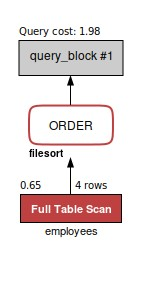 Query cost: 1.98
query_block #1
ORDER
filesort
0.65 4 rows
Full Table Scan
employees